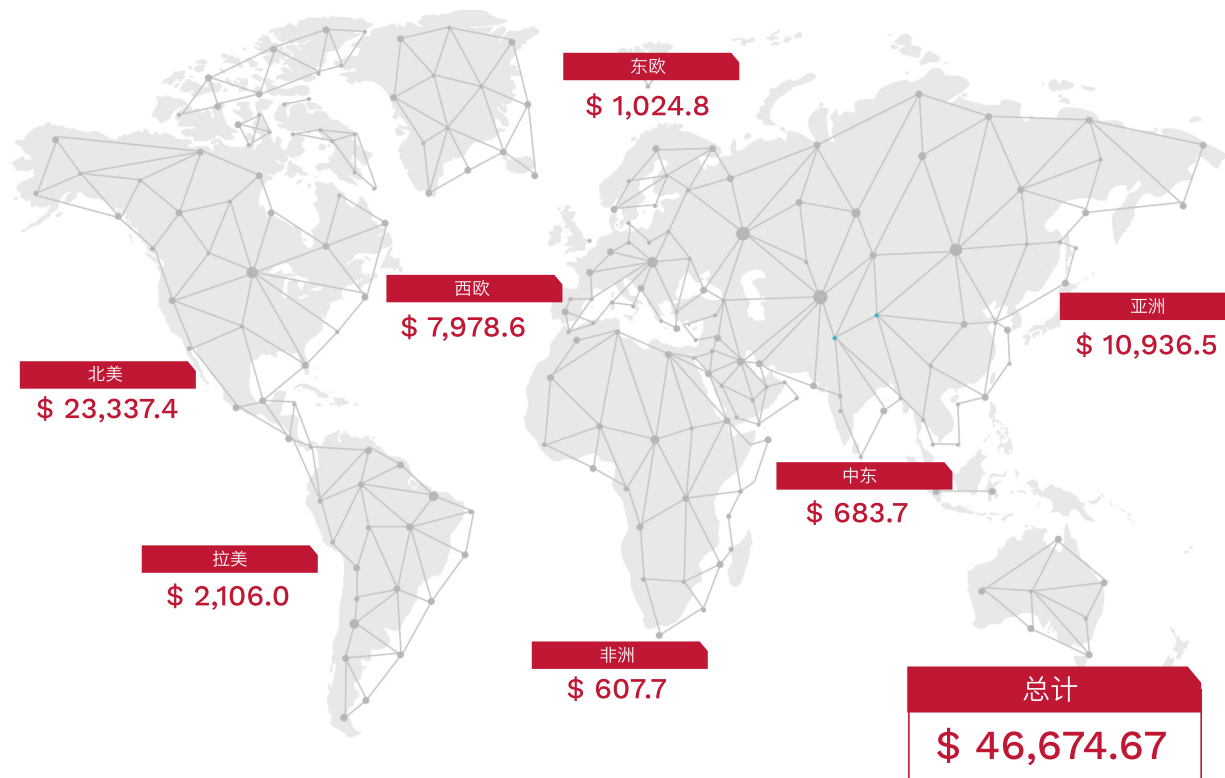 东欧
$ 1,024.8
西欧
$ 7,978.6
亚洲
$ 10,936.5
北美
$ 23,337.4
中东
$ 683.7
拉美
$ 2,106.0
非洲
$ 607.7
总计
$ 46,674.67